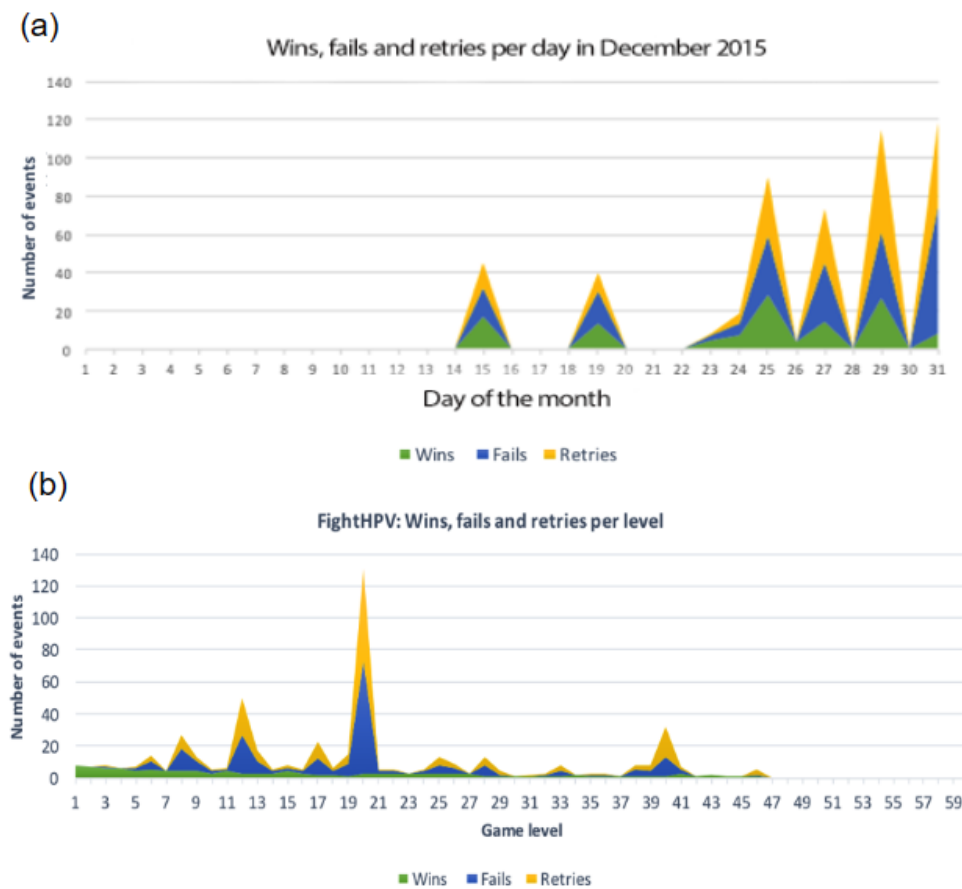 (a)
Wins, fails and retries per day in December 2015
140
120
100
80
60
40
20
0
Number of events
1 2 3 4 5 6 7 8 9 10 11 12 13 14 15 16 17 18 19 20 21 22 23 24 25 26 27 28 29 30 31
Day of the month
Wins Fails Retries
(b)
FightHPV: Wins, fails and retries per level
140
120
100
80
60
40
20
0
Number of events
1 3 5 7 9 11 13 15 17 19 21 23 25 27 29 31 33 35 37 39 41 43 45 47 49 51 53 55 57 59
Game level
Wins Fails Retries